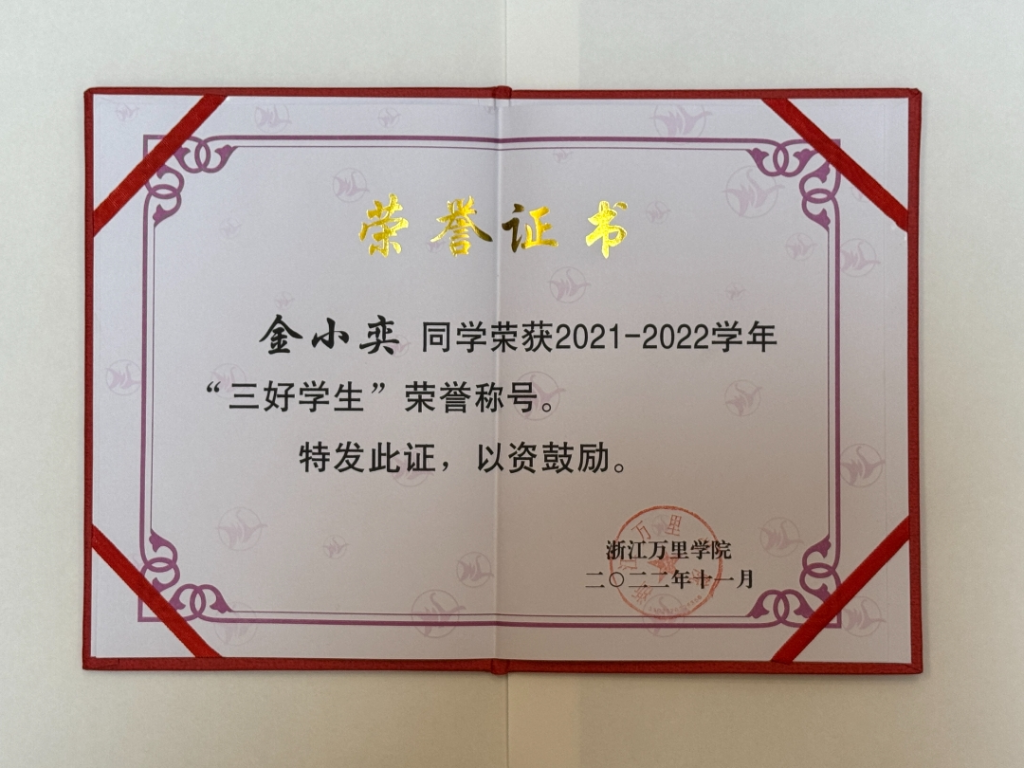 荣誉证书
金小奕 同学荣获2021-2022学年
“三好学生”荣誉称号。
特发此证，以资鼓励。
浙江万里学院
二〇二二年十一月